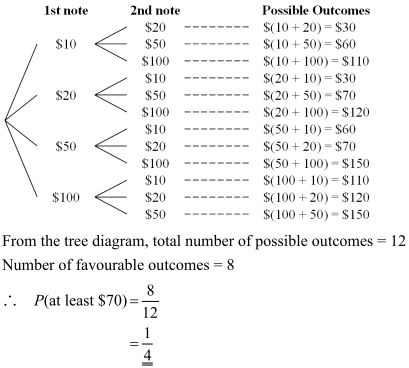 1st note 2nd note Possible Outcomes
$20 ---------- $(10 + 20) = $30
$10 $50 ---------- $(10 + 50) = $60
$100 ---------- $(10 + 100) = $110
$10 ---------- $(20 + 10) = $30
$20 $50 ---------- $(20 + 50) = $70
$100 ---------- $(20 + 100) = $120
$10 ---------- $(50 + 10) = $60
$50 $20 ---------- $(50 + 20) = $70
$100 ---------- $(50 + 100) = $150
$10 ---------- $(100 + 10) = $110
$100 $20 ---------- $(100 + 20) = $120
$50 ---------- $(100 + 50) = $150
From the tree diagram, total number of possible outcomes = 12
Number of favourable outcomes = 8
∴ P(at least $70) = 8/12
= 1/4